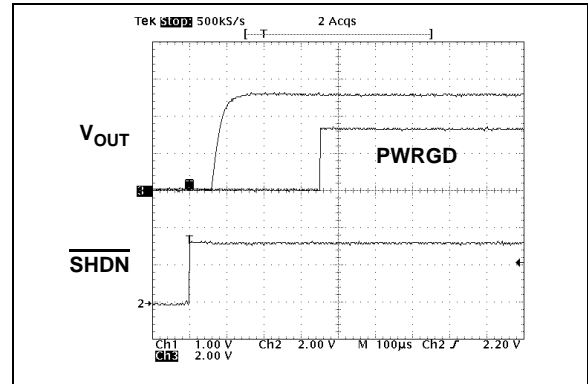 Tek Stop: 500kS/s 2 Acqs
[ T ]
VOUT
PWRGD
3
SHDN
T
2
Ch1 1.00 V Ch2 2.00 V M 100µs Ch2 ʃ 2.20 V
Ch3 2.00 V